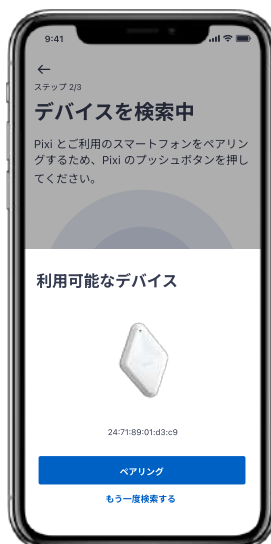 9:41
ステップ 2/3
デバイスを検索中
Pixi とご利用のスマートフォンをペアリン
グするため、Pixi のプッシュボタンを押し
てください。
利用可能なデバイス
24:71:89:01:d3:c9
ペアリング
もう一度検索する